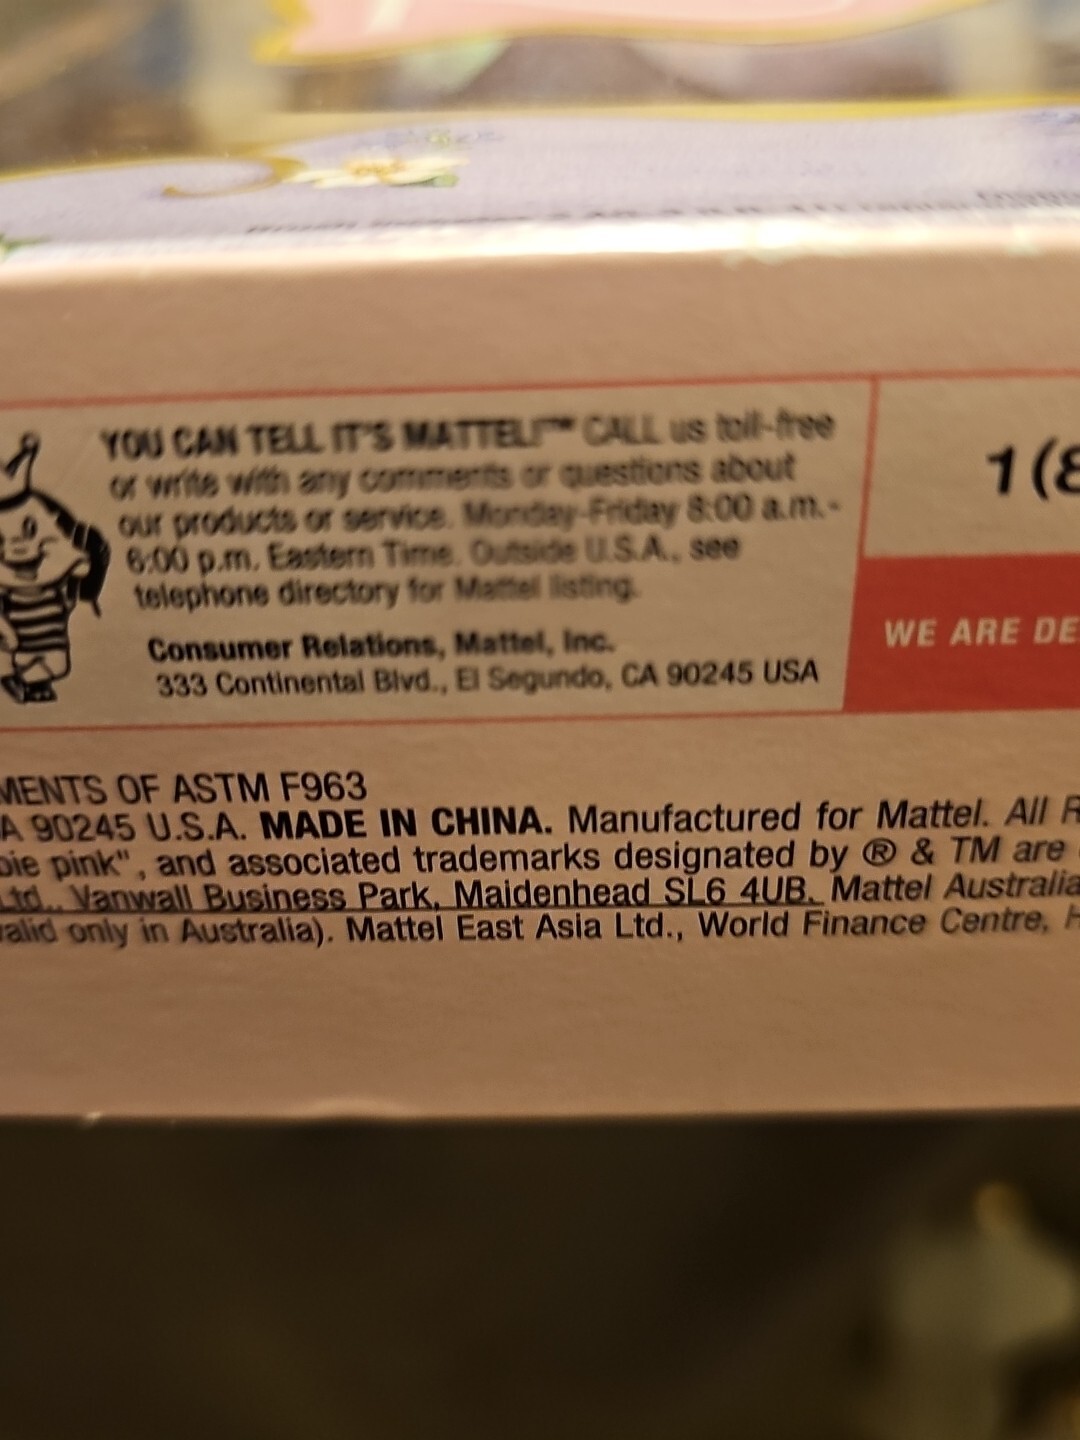 YOU CAN TELL IT'S MATTEL!™ CALL us toll-free
or write with any comments or questions about
our products or service. Monday-Friday 8:00 a.m.-
6:00 p.m. Eastern Time. Outside U.S.A., see
telephone directory for Mattel listing.
Consumer Relations, Mattel, Inc.
333 Continental Blvd., El Segundo, CA 90245 USA
1 (8
WE ARE DE
MENTS OF ASTM F963
A 90245 U.S.A. MADE IN CHINA. Manufactured for Mattel. All R
bie pink", and associated trademarks designated by ® & TM are
Ltd., Vanwall Business Park, Maidenhead SL6 4UB. Mattel Australia
valid only in Australia). Mattel East Asia Ltd., World Finance Centre, H